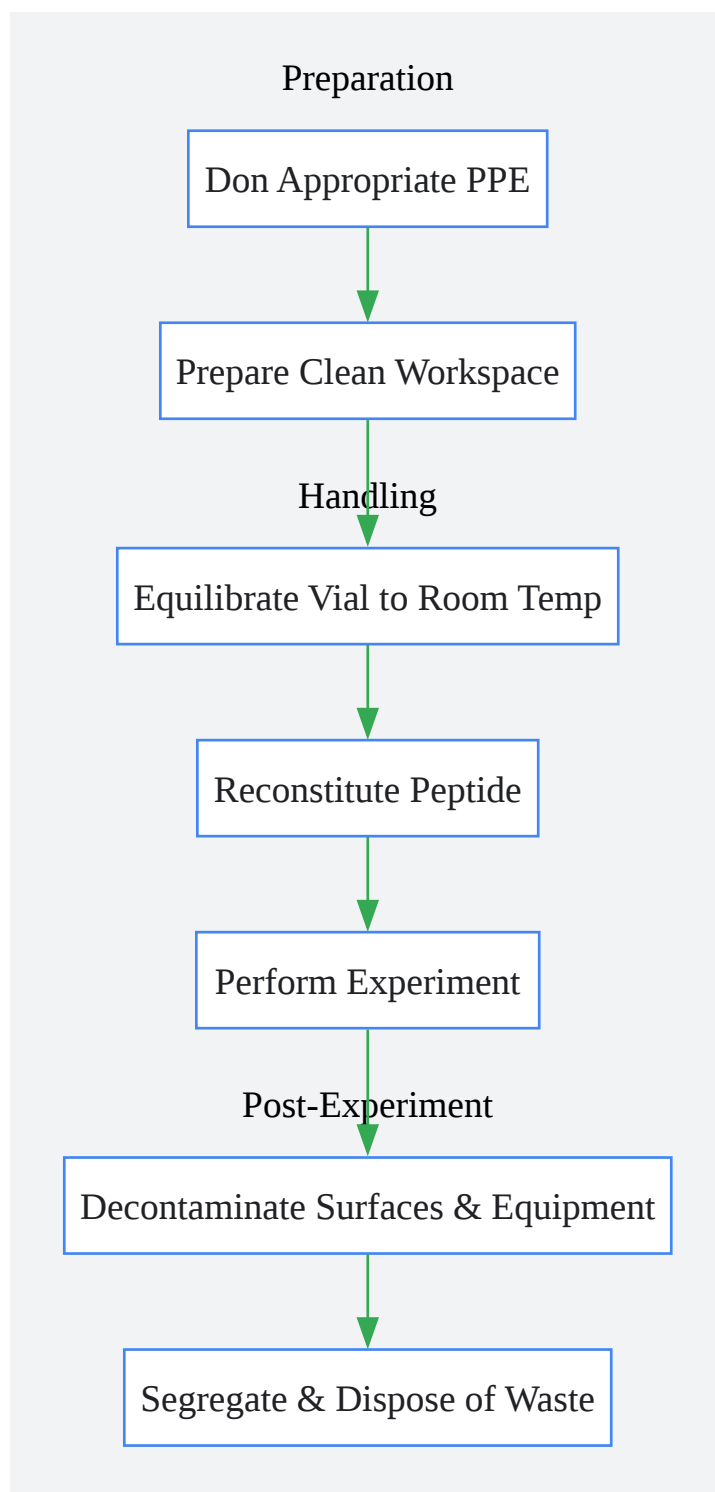 Preparation
Don Appropriate PPE
Prepare Clean Workspace
Handling
Equilibrate Vial to Room Temp
Reconstitute Peptide
Perform Experiment
Post-Experiment
Decontaminate Surfaces & Equipment
Segregate & Dispose of Waste